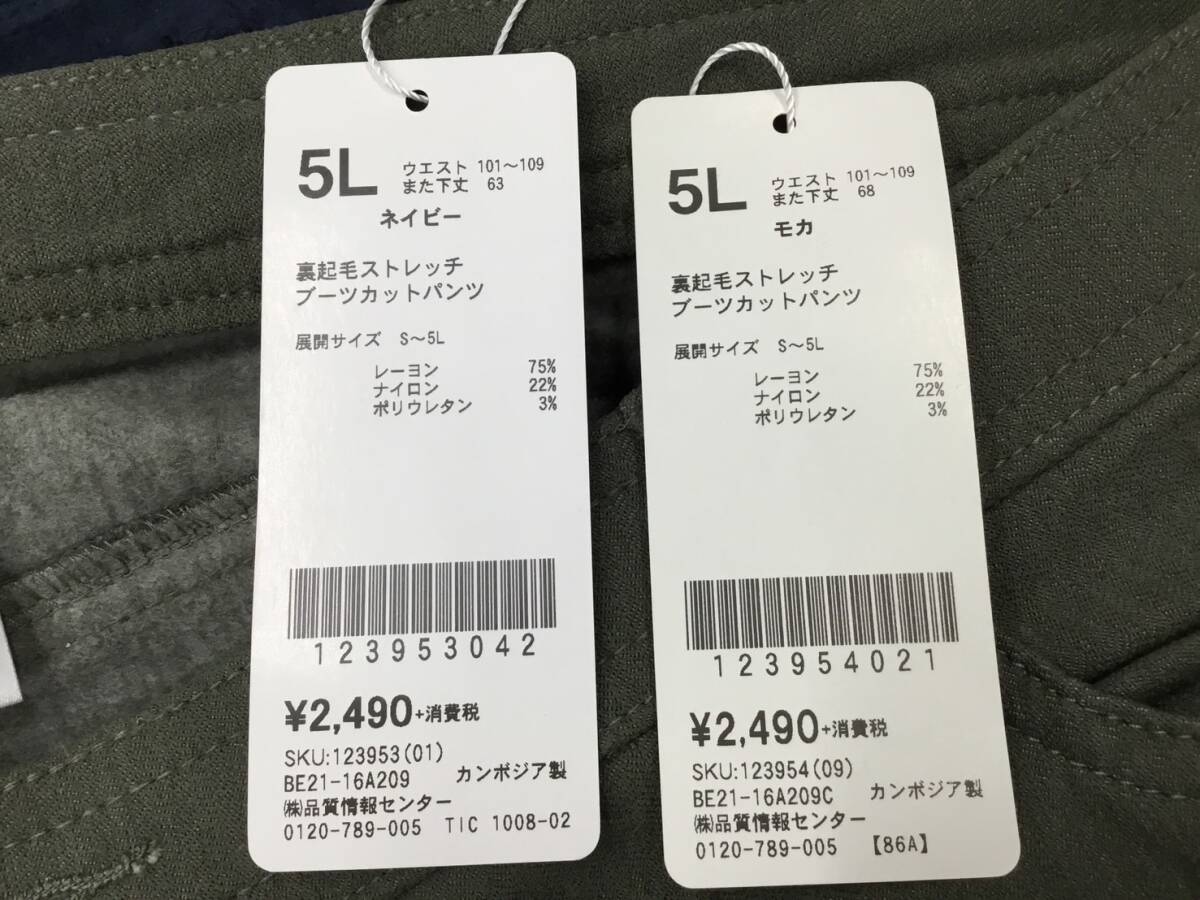 5L ウエスト 101〜109
また下丈 63
ネイビー
裏起毛ストレッチ
ブーツカットパンツ
展開サイズ S〜5L
レーヨン 75%
ナイロン 22%
ポリウレタン 3%
123953042
¥2,490+消費税
SKU:123953(01)
BE21-16A209 カンボジア製
㈱品質情報センター
0120-789-005 TIC 1008-02
5L ウエスト 101〜109
また下丈 68
モカ
裏起毛ストレッチ
ブーツカットパンツ
展開サイズ S〜5L
レーヨン 75%
ナイロン 22%
ポリウレタン 3%
123954021
¥2,490+消費税
SKU:123954(09)
BE21-16A209C カンボジア製
㈱品質情報センター
0120-789-005 【86A】